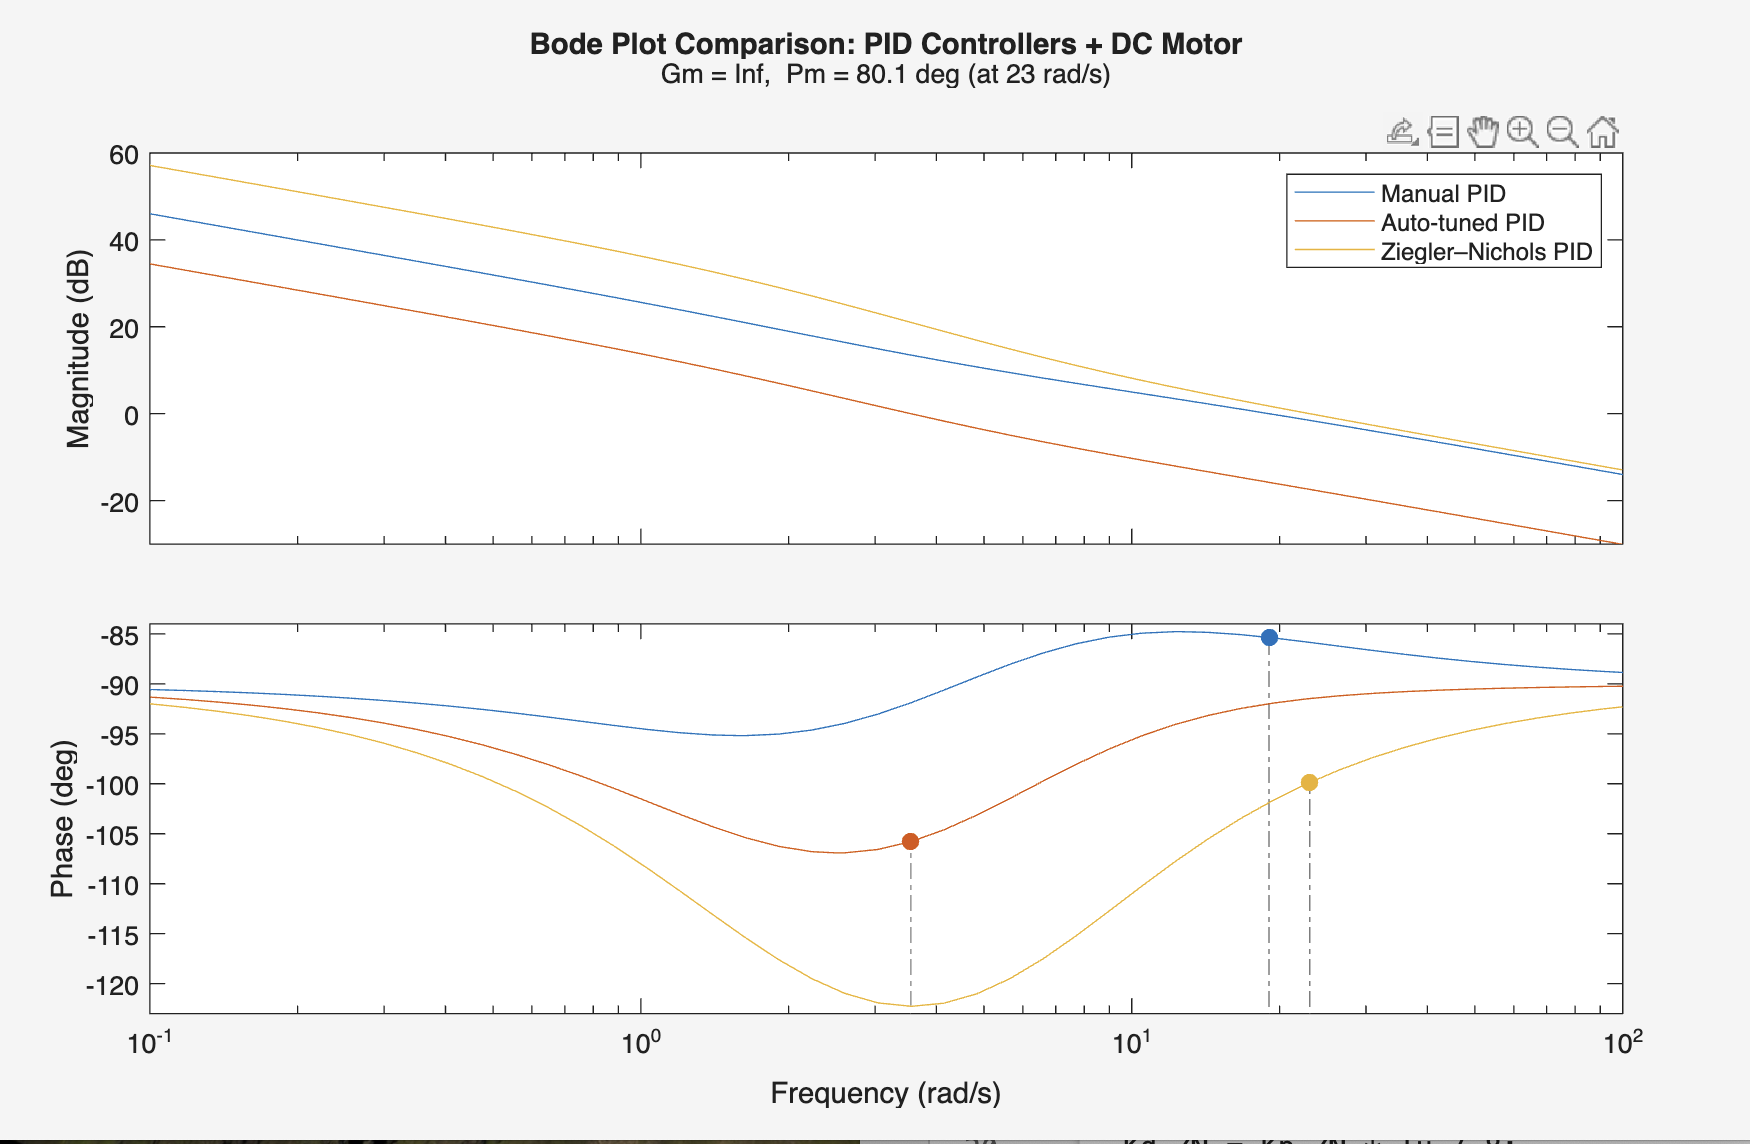 Bode Plot Comparison: PID Controllers + DC Motor
Gm = Inf,  Pm = 80.1 deg (at 23 rad/s)
Manual PID
Auto-tuned PID
Ziegler–Nichols PID
Magnitude (dB)
60
40
20
0
-20
Phase (deg)
-85
-90
-95
-100
-105
-110
-115
-120
10⁻¹ 10⁰ 10¹ 10²
Frequency (rad/s)